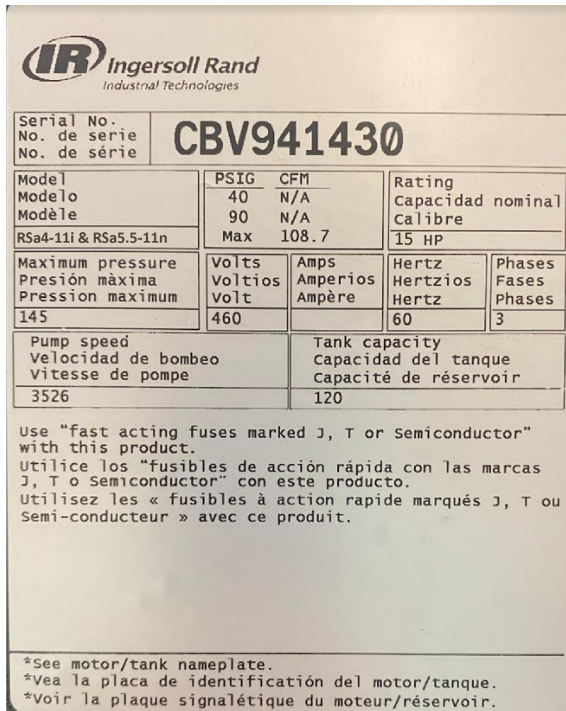 IR Ingersoll Rand
Industrial Technologies
Serial No.
No. de serie
No. de série
CBV941430
Model
Modelo
Modèle
RSa4-11i & RSa5.5-11n
PSIG CFM
40 N/A
90 N/A
Max 108.7
Rating
Capacidad nominal
Calibre
15 HP
Maximum pressure
Presión màxima
Pression maximum
145
Volts
Voltios
Volt
460
Amps
Amperios
Ampère
Hertz
Hertzios
Hertz
60
Phases
Fases
Phases
3
Pump speed
Velocidad de bombeo
Vitesse de pompe
3526
Tank capacity
Capacidad del tanque
Capacité de réservoir
120
Use "fast acting fuses marked J, T or Semiconductor"
with this product.
Utilice los "fusibles de acción rápida con las marcas
J, T o Semiconductor" con este producto.
Utilisez les « fusibles à action rapide marqués J, T ou
Semi-conducteur » avec ce produit.
*See motor/tank nameplate.
*Vea la placa de identificatión del motor/tanque.
*Voir la plaque signalétique du moteur/réservoir.